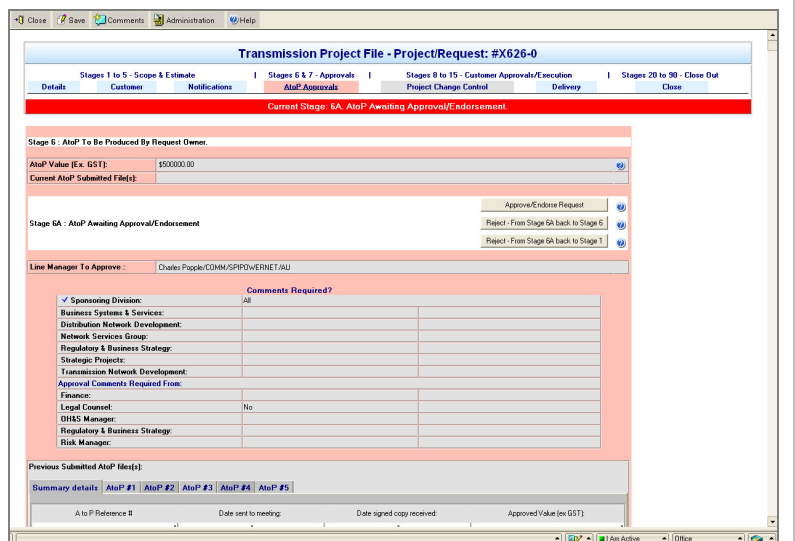 Close Save Comments Administration Help
Transmission Project File - Project/Request: #X626-0
Stages 1 to 5 - Scope & Estimate | Stages 6 & 7 - Approvals | Stages 8 to 15 - Customer Approvals/Execution | Stages 20 to 90 - Close Out
Details Customer Notifications AtoP Approvals Project Change Control Delivery Close
Current Stage: 6A. AtoP Awaiting Approval/Endorsement.
Stage 6 : AtoP To Be Produced By Request Owner.
AtoP Value (Ex. GST): $500000.00
Current AtoP Submitted File(s):
Approve/Endorse Request
Stage 6A : AtoP Awaiting Approval/Endorsement Reject - From Stage 6A back to Stage 6
Reject - From Stage 6A back to Stage 1
Line Manager To Approve : Charles Popple/COMM/SPIPOWERNET/AU
Comments Required?
Sponsoring Division: All
Business Systems & Services:
Distribution Network Development:
Network Services Group:
Regulatory & Business Strategy:
Strategic Projects:
Transmission Network Development:
Approval Comments Required From:
Finance:
Legal Counsel: No
OH&S Manager:
Regulatory & Business Strategy:
Risk Manager:
Previous Submitted AtoP files(s):
Summary details AtoP #1 AtoP #2 AtoP #3 AtoP #4 AtoP #5
A to P Reference # Date sent to meeting: Date signed copy received: Approved Value (ex GST):
I Am Active Office